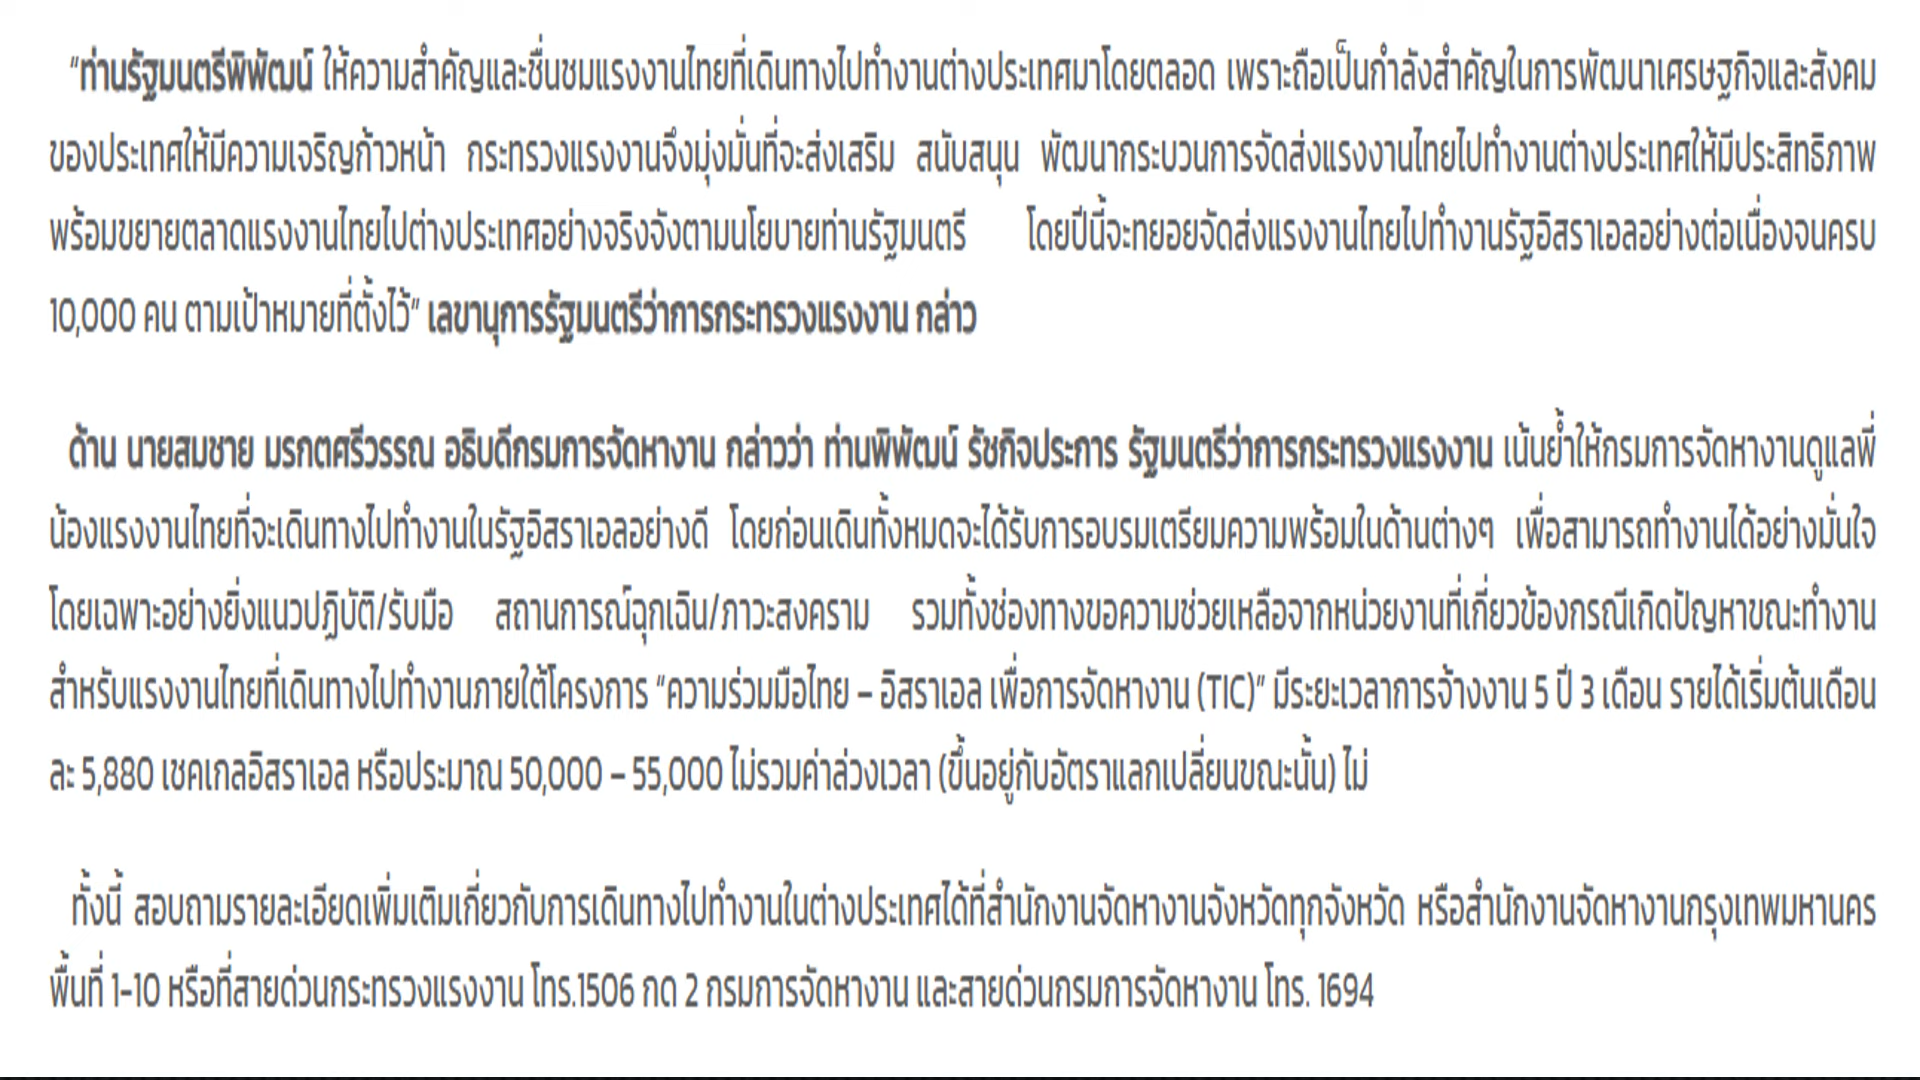 “ท่านรัฐมนตรีพิพัฒน์ ให้ความสำคัญและชื่นชมแรงงานไทยที่เดินทางไปทำงานต่างประเทศมาโดยตลอด เพราะถือเป็นกำลังสำคัญในการพัฒนาเศรษฐกิจและสังคม
ของประเทศให้มีความเจริญก้าวหน้า กระทรวงแรงงานจึงมุ่งมั่นที่จะส่งเสริม สนับสนุน พัฒนากระบวนการจัดส่งแรงงานไทยไปทำงานต่างประเทศให้มีประสิทธิภาพ
พร้อมขยายตลาดแรงงานไทยไปต่างประเทศอย่างจริงจังตามนโยบายท่านรัฐมนตรี โดยปีนี้จะทยอยจัดส่งแรงงานไทยไปทำงานรัฐอิสราเอลอย่างต่อเนื่องจนครบ
10,000 คน ตามเป้าหมายที่ตั้งไว้” เลขานุการรัฐมนตรีว่าการกระทรวงแรงงาน กล่าว
ด้าน นายสมชาย มรกตศรีวรรณ อธิบดีกรมการจัดหางาน กล่าวว่า ท่านพิพัฒน์ รัชกิจประการ รัฐมนตรีว่าการกระทรวงแรงงาน เน้นย้ำให้กรมการจัดหางานดูแลพี่
น้องแรงงานไทยที่จะเดินทางไปทำงานในรัฐอิสราเอลอย่างดี โดยก่อนเดินทั้งหมดจะได้รับการอบรมเตรียมความพร้อมในด้านต่างๆ เพื่อสามารถทำงานได้อย่างมั่นใจ
โดยเฉพาะอย่างยิ่งแนวปฏิบัติ/รับมือ สถานการณ์ฉุกเฉิน/ภาวะสงคราม รวมทั้งช่องทางขอความช่วยเหลือจากหน่วยงานที่เกี่ยวข้องกรณีเกิดปัญหาขณะทำงาน
สำหรับแรงงานไทยที่เดินทางไปทำงานภายใต้โครงการ “ความร่วมมือไทย – อิสราเอล เพื่อการจัดหางาน (TIC)” มีระยะเวลาการจ้างงาน 5 ปี 3 เดือน รายได้เริ่มต้นเดือน
ละ 5,880 เชคเกลอิสราเอล หรือประมาณ 50,000 – 55,000 ไม่รวมค่าล่วงเวลา (ขึ้นอยู่กับอัตราแลกเปลี่ยนขณะนั้น) ไม่
ทั้งนี้ สอบถามรายละเอียดเพิ่มเติมเกี่ยวกับการเดินทางไปทำงานในต่างประเทศได้ที่สำนักงานจัดหางานจังหวัดทุกจังหวัด หรือสำนักงานจัดหางานกรุงเทพมหานคร
พื้นที่ 1-10 หรือที่สายด่วนกระทรวงแรงงาน โทร.1506 กด 2 กรมการจัดหางาน และสายด่วนกรมการจัดหางาน โทร. 1694